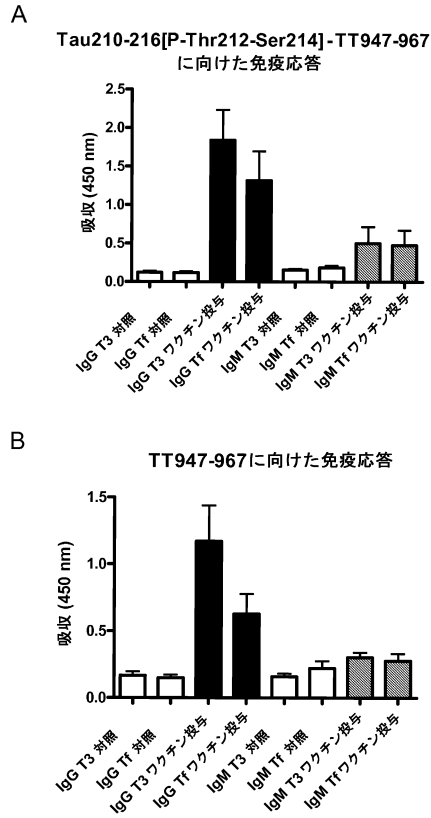 A
Tau210-216[P-Thr212-Ser214]-TT947-967
に向けた免疫応答
吸収 (450 nm)
2.5
2.0
1.5
1.0
0.5
0.0
IgG T3 対照
IgG Tf 対照
IgG T3 ワクチン投与
IgG Tf ワクチン投与
IgM T3 対照
IgM Tf 対照
IgM T3 ワクチン投与
IgM Tf ワクチン投与
B
TT947-967に向けた免疫応答
吸収 (450 nm)
1.5
1.0
0.5
0.0
IgG T3 対照
IgG Tf 対照
IgG T3 ワクチン投与
IgG Tf ワクチン投与
IgM T3 対照
IgM Tf 対照
IgM T3 ワクチン投与
IgM Tf ワクチン投与